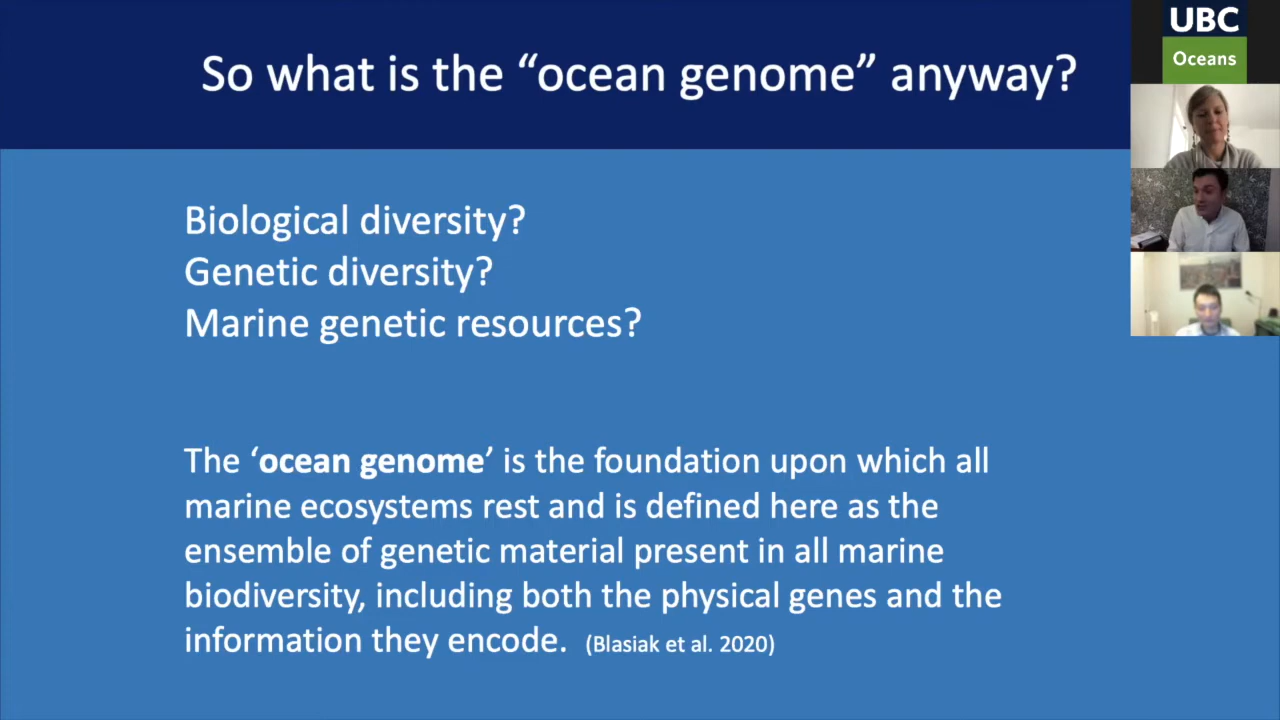 So what is the “ocean genome” anyway?
UBC
Oceans
Biological diversity?
Genetic diversity?
Marine genetic resources?
The ‘ocean genome’ is the foundation upon which all
marine ecosystems rest and is defined here as the
ensemble of genetic material present in all marine
biodiversity, including both the physical genes and the
information they encode. (Blasiak et al. 2020)